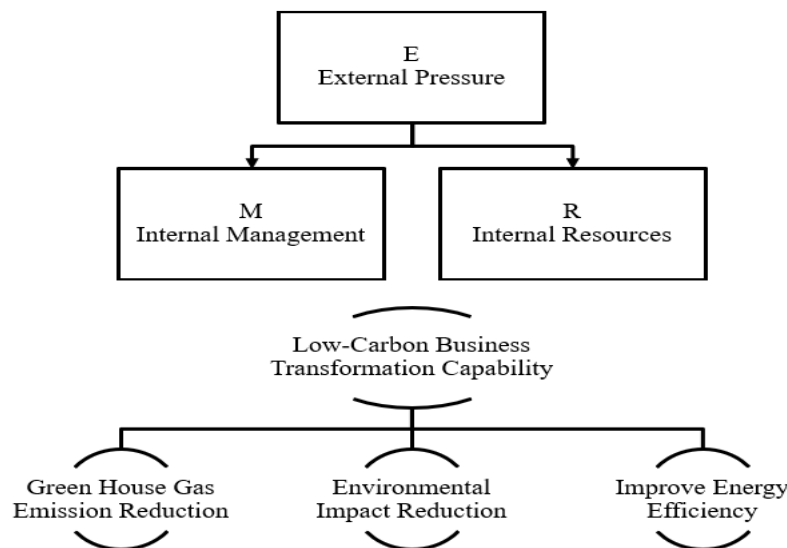 E
External Pressure
M
Internal Management
R
Internal Resources
Low-Carbon Business
Transformation Capability
Green House Gas
Emission Reduction
Environmental
Impact Reduction
Improve Energy
Efficiency